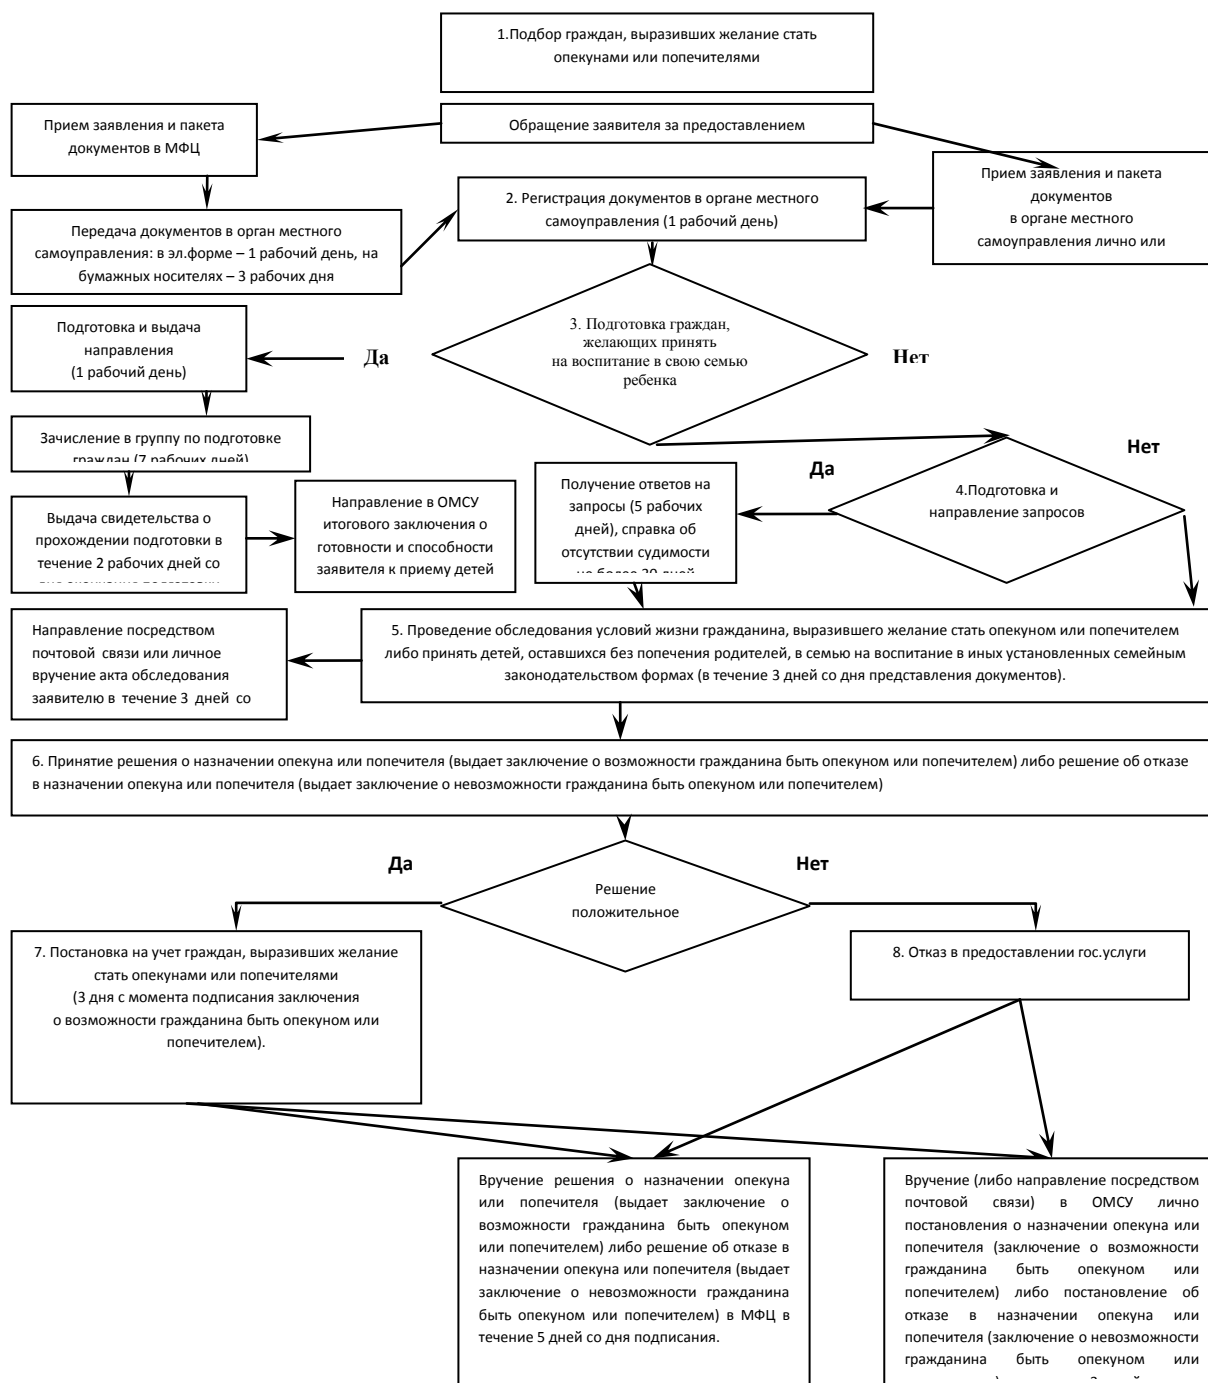 1.Подбор граждан, выразивших желание стать
опекунами или попечителями
Прием заявления и пакета
документов в МФЦ
Обращение заявителя за предоставлением
Прием заявления и пакета
документов
в органе местного
самоуправления лично или
2. Регистрация документов в органе местного
самоуправления (1 рабочий день)
Передача документов в орган местного
самоуправления: в эл.форме – 1 рабочий день, на
бумажных носителях – 3 рабочих дня
3. Подготовка граждан,
желающих принять
на воспитание в свою семью
ребенка
Да
Нет
Подготовка и выдача
направления
(1 рабочий день)
Зачисление в группу по подготовке
граждан (7 рабочих дней)
Выдача свидетельства о
прохождении подготовки в
течение 2 рабочих дней со
дня окончания подготовки
Направление в ОМСУ
итогового заключения о
готовности и способности
заявителя к приему детей
Получение ответов на
запросы (5 рабочих
дней), справка об
отсутствии судимости
не более 30 дней
Да
4.Подготовка и
направление запросов
Нет
Направление посредством
почтовой связи или личное
вручение акта обследования
заявителю в течение 3 дней со
5. Проведение обследования условий жизни гражданина, выразившего желание стать опекуном или попечителем
либо принять детей, оставшихся без попечения родителей, в семью на воспитание в иных установленных семейным
законодательством формах (в течение 3 дней со дня представления документов).
6. Принятие решения о назначении опекуна или попечителя (выдает заключение о возможности гражданина быть опекуном или попечителем) либо решение об отказе
в назначении опекуна или попечителя (выдает заключение о невозможности гражданина быть опекуном или попечителем)
Да
Нет
Решение
положительное
7. Постановка на учет граждан, выразивших желание
стать опекунами или попечителями
(3 дня с момента подписания заключения
о возможности гражданина быть опекуном или
попечителем).
8. Отказ в предоставлении гос.услуги
Вручение решения о назначении опекуна
или попечителя (выдает заключение о
возможности гражданина быть опекуном
или попечителем) либо решение об отказе в
назначении опекуна или попечителя (выдает
заключение о невозможности гражданина
быть опекуном или попечителем) в МФЦ в
течение 5 дней со дня подписания.
Вручение (либо направление посредством
почтовой связи) в ОМСУ лично
постановления о назначении опекуна или
попечителя (заключение о возможности
гражданина быть опекуном или
попечителем) либо постановление об
отказе в назначении опекуна или
попечителя (заключение о невозможности
гражданина быть опекуном или